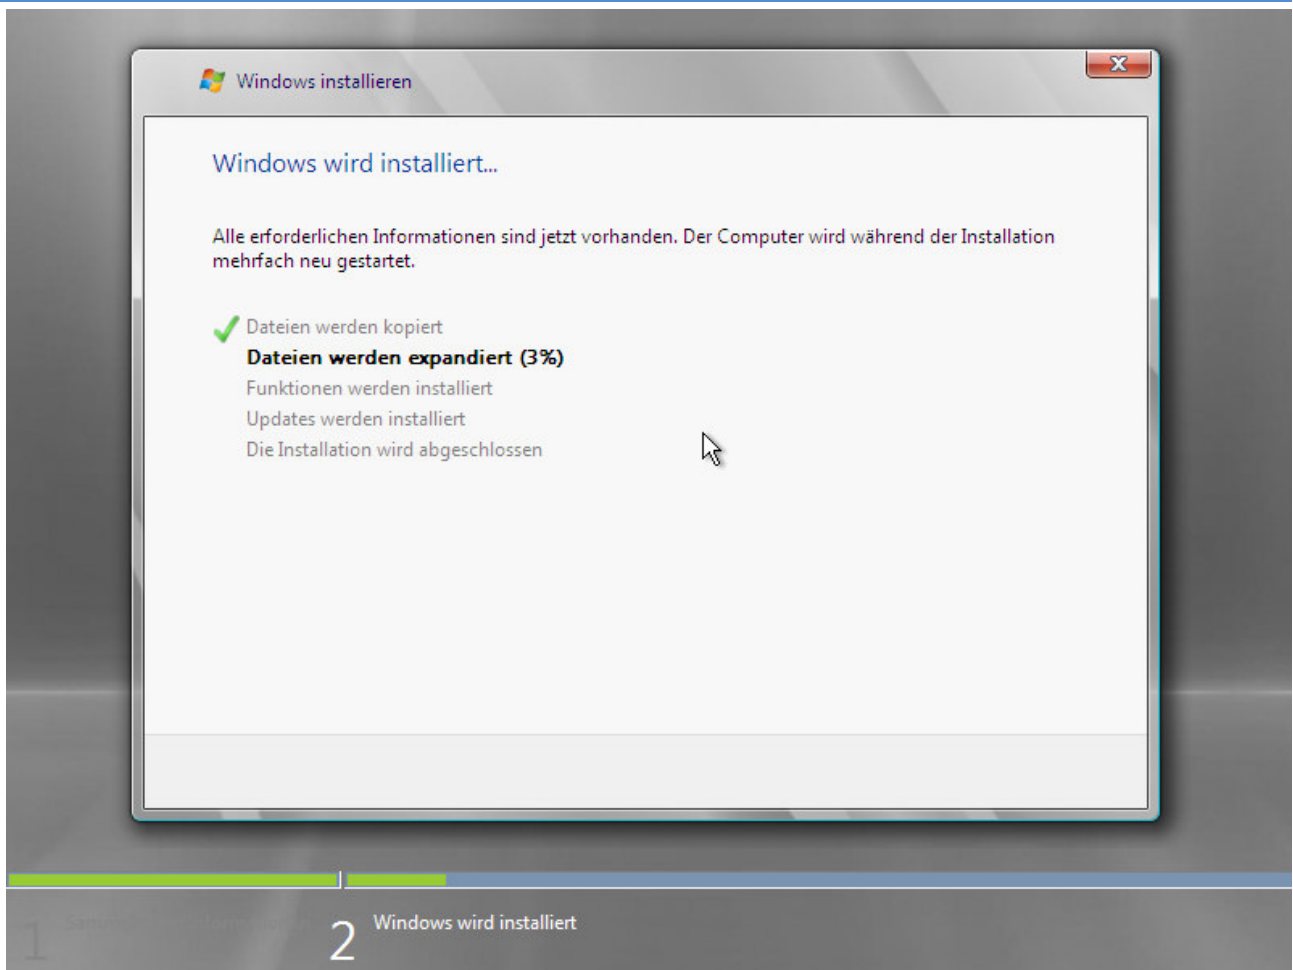 Windows installieren
Windows wird installiert...
Alle erforderlichen Informationen sind jetzt vorhanden. Der Computer wird während der Installation
mehrfach neu gestartet.
Dateien werden kopiert
Dateien werden expandiert (3%)
Funktionen werden installiert
Updates werden installiert
Die Installation wird abgeschlossen
1
2 Windows wird installiert